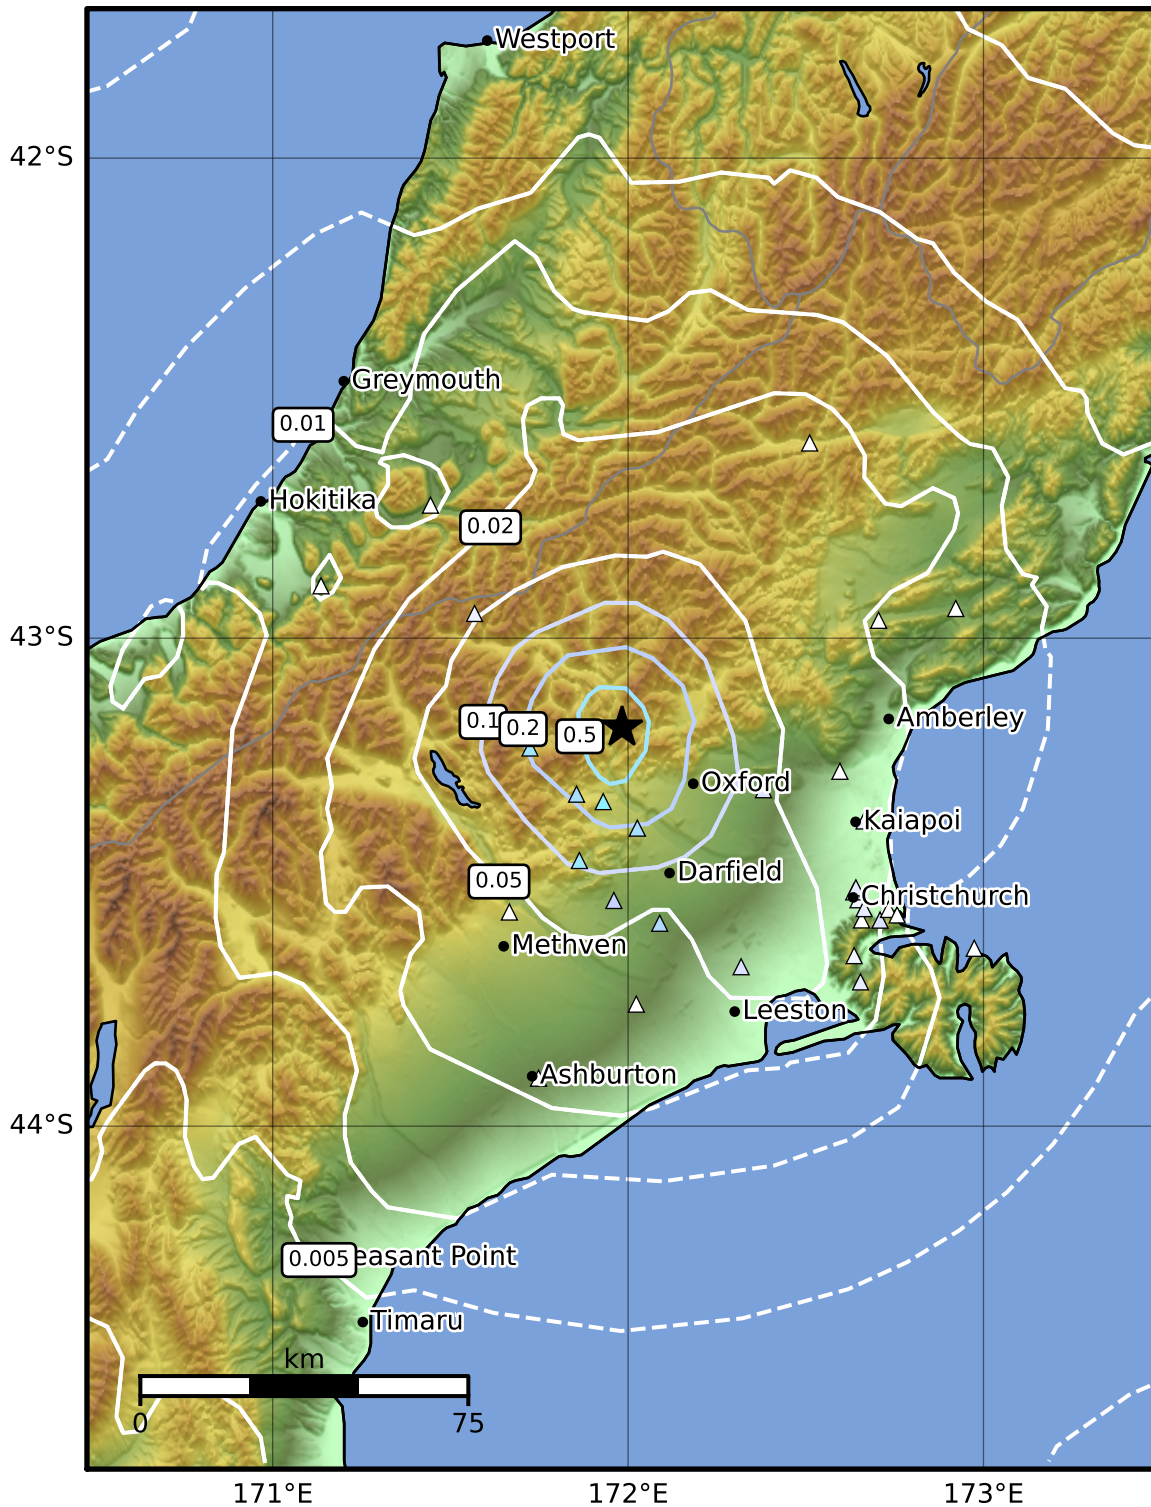 Westport
42°S
Greymouth
0.01
Hokitika
0.02
43°S
0.1
0.2
0.5
Amberley
Oxford
Kaiapoi
Darfield
0.05
Christchurch
Methven
Leeston
Ashburton
44°S
0.005
easant Point
Timaru
km
0
75
171°E
172°E
173°E